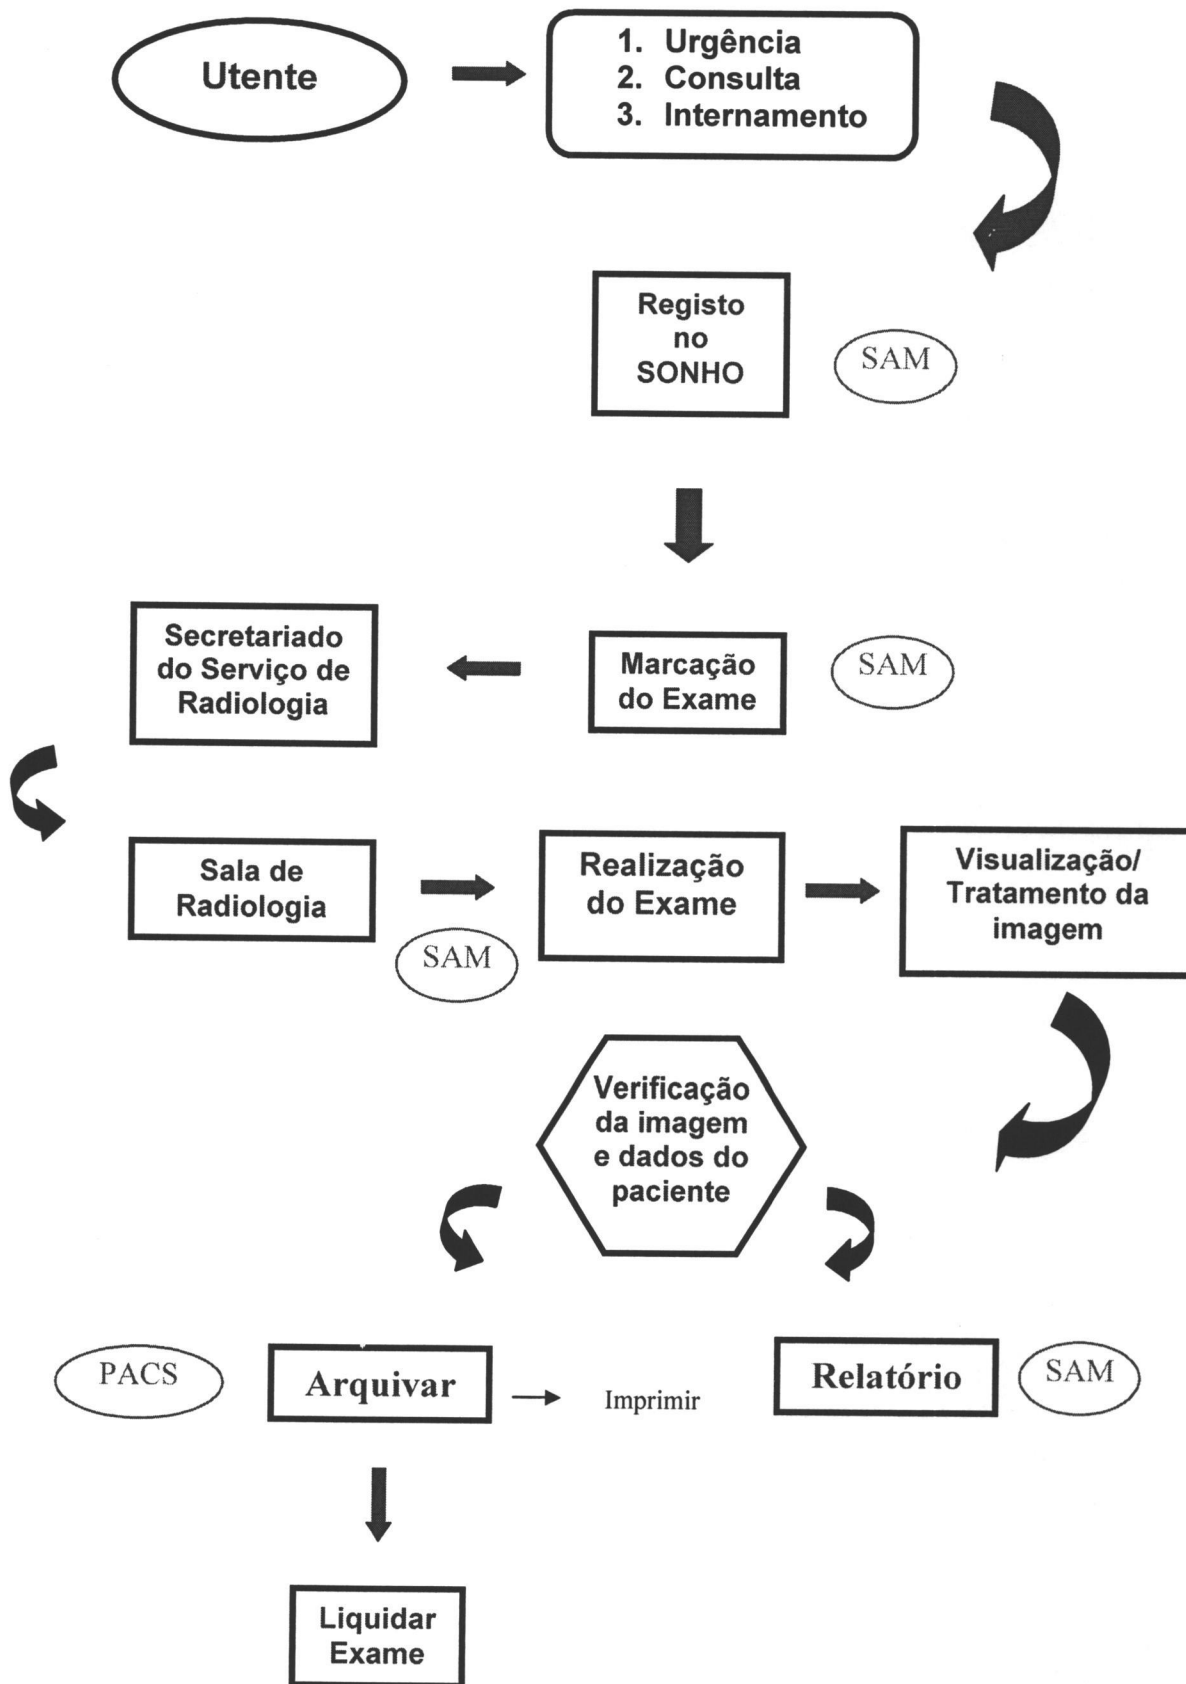 Utente
1. Urgência
2. Consulta
3. Internamento
Registo
no
SONHO
SAM
Secretariado
do Serviço de
Radiologia
Marcação
do Exame
SAM
Sala de
Radiologia
SAM
Realização
do Exame
Visualização/
Tratamento da
imagem
Verificação
da imagem
e dados do
paciente
PACS
Arquivar
Imprimir
Relatório
SAM
Liquidar
Exame